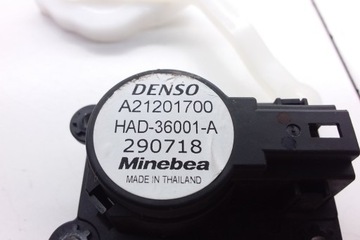 DENSO
A21201700
HAD-36001-A
290718
Minebea
MADE IN THAILAND